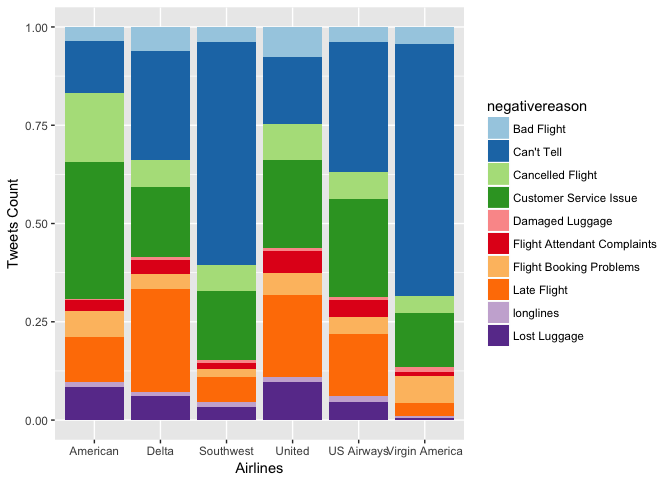 1.00
0.75
0.50
0.25
0.00
Tweets Count
American Delta Southwest United US Airways Virgin America
Airlines
negativereason
Bad Flight
Can't Tell
Cancelled Flight
Customer Service Issue
Damaged Luggage
Flight Attendant Complaints
Flight Booking Problems
Late Flight
longlines
Lost Luggage